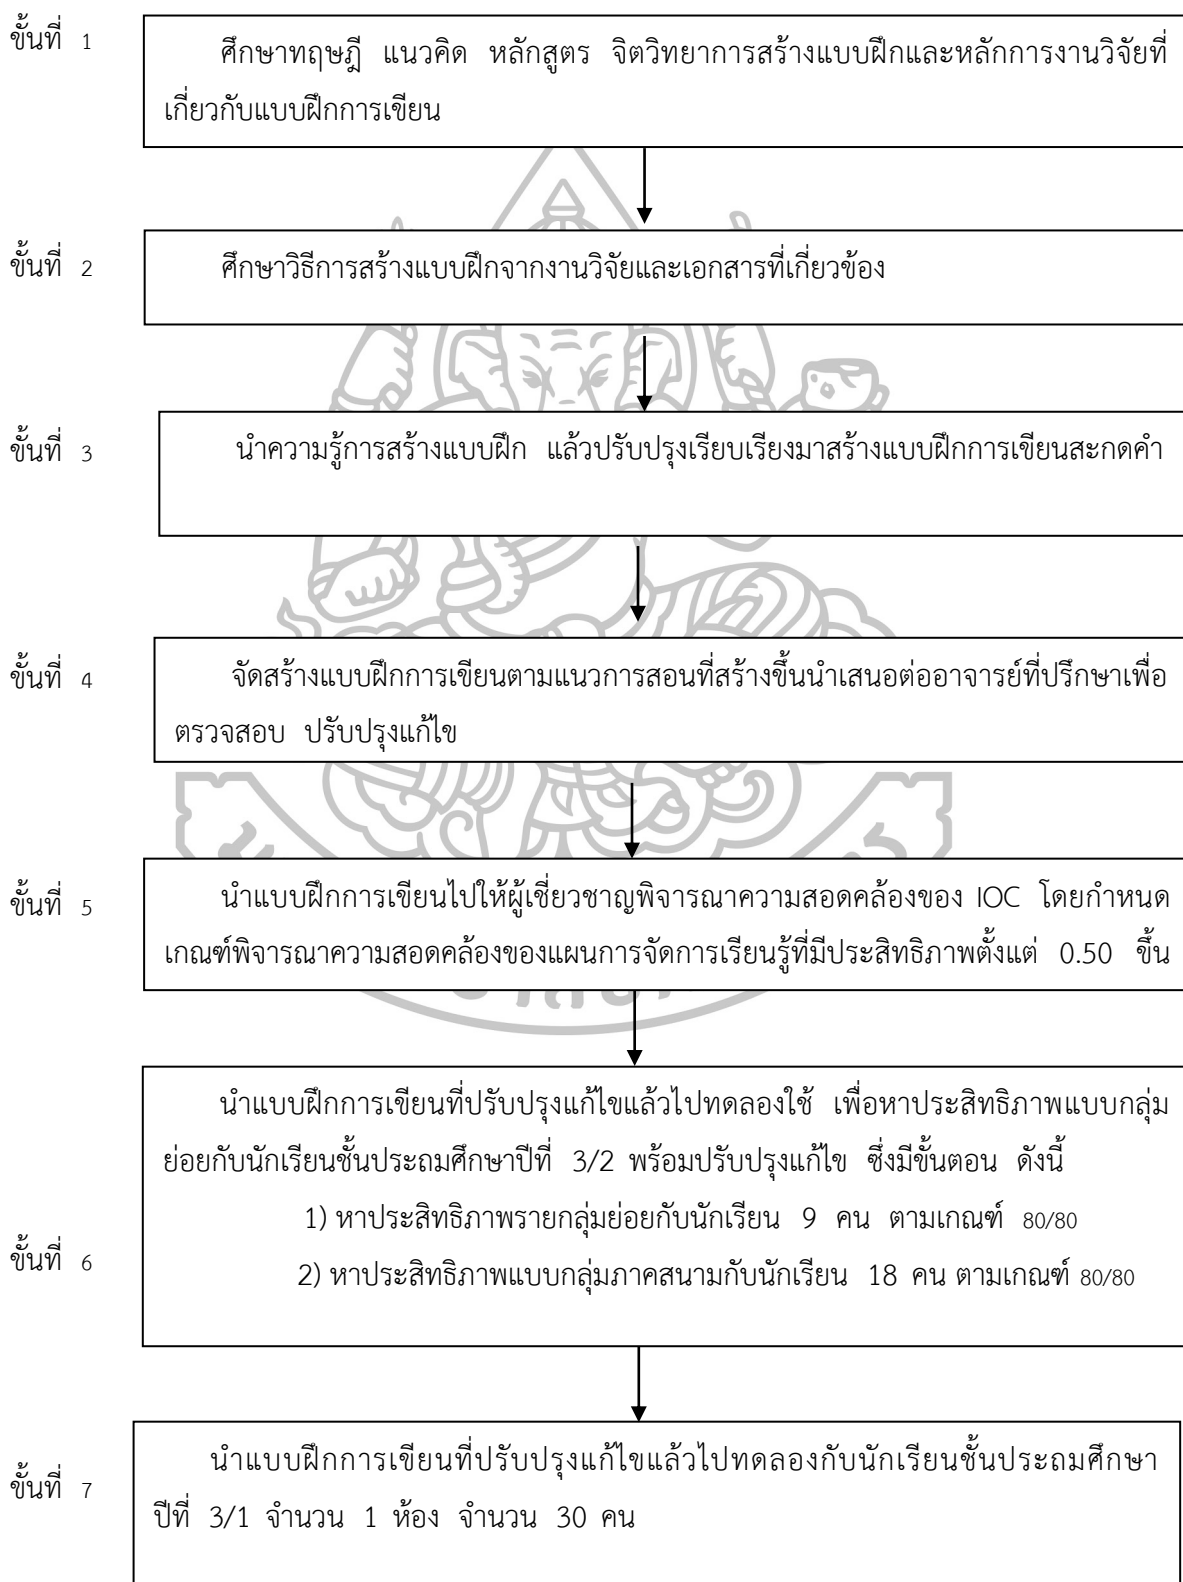 ขั้นที่ 1
ศึกษาทฤษฎี แนวคิด หลักสูตร จิตวิทยาการสร้างแบบฝึกและหลักการงานวิจัยที่
เกี่ยวกับแบบฝึกการเขียน
ขั้นที่ 2
ศึกษาวิธีการสร้างแบบฝึกจากงานวิจัยและเอกสารที่เกี่ยวข้อง
ขั้นที่ 3
นำความรู้การสร้างแบบฝึก แล้วปรับปรุงเรียบเรียงมาสร้างแบบฝึกการเขียนสะกดคำ
ขั้นที่ 4
จัดสร้างแบบฝึกการเขียนตามแนวการสอนที่สร้างขึ้นนำเสนอต่ออาจารย์ที่ปรึกษาเพื่อ
ตรวจสอบ ปรับปรุงแก้ไข
ขั้นที่ 5
นำแบบฝึกการเขียนไปให้ผู้เชี่ยวชาญพิจารณาความสอดคล้องของ IOC โดยกำหนด
เกณฑ์พิจารณาความสอดคล้องของแผนการจัดการเรียนรู้ที่มีประสิทธิภาพตั้งแต่ 0.50 ขึ้น
ขั้นที่ 6
นำแบบฝึกการเขียนที่ปรับปรุงแก้ไขแล้วไปทดลองใช้ เพื่อหาประสิทธิภาพแบบกลุ่ม
ย่อยกับนักเรียนชั้นประถมศึกษาปีที่ 3/2 พร้อมปรับปรุงแก้ไข ซึ่งมีขั้นตอน ดังนี้
1) หาประสิทธิภาพรายกลุ่มย่อยกับนักเรียน 9 คน ตามเกณฑ์ 80/80
2) หาประสิทธิภาพแบบกลุ่มภาคสนามกับนักเรียน 18 คน ตามเกณฑ์ 80/80
ขั้นที่ 7
นำแบบฝึกการเขียนที่ปรับปรุงแก้ไขแล้วไปทดลองกับนักเรียนชั้นประถมศึกษา
ปีที่ 3/1 จำนวน 1 ห้อง จำนวน 30 คน